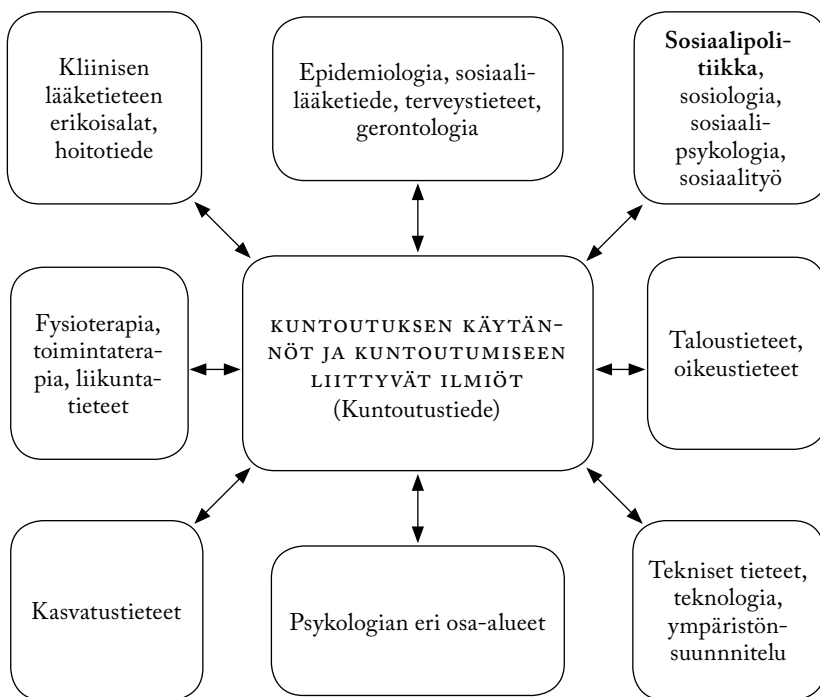 Kliinisen
lääketieteen
erikoisalat,
hoitotiede
Epidemiologia, sosiaali-
lääketiede, terveystieteet,
gerontologia
Sosiaalipoli-
tiikka,
sosiologia,
sosiaali-
psykologia,
sosiaalityö
Fysioterapia,
toimintatera-
pia, liikunta-
tieteet
KUNTOUTUKSEN KÄYTÄN-
NÖT JA KUNTOUTUMISEEN
LIITTYVÄT ILMIÖT
(Kuntoutustiede)
Taloustieteet,
oikeustieteet
Kasvatustieteet
Psykologian eri osa-alueet
Tekniset tieteet,
teknologia,
ympäristön-
suunnnitelu